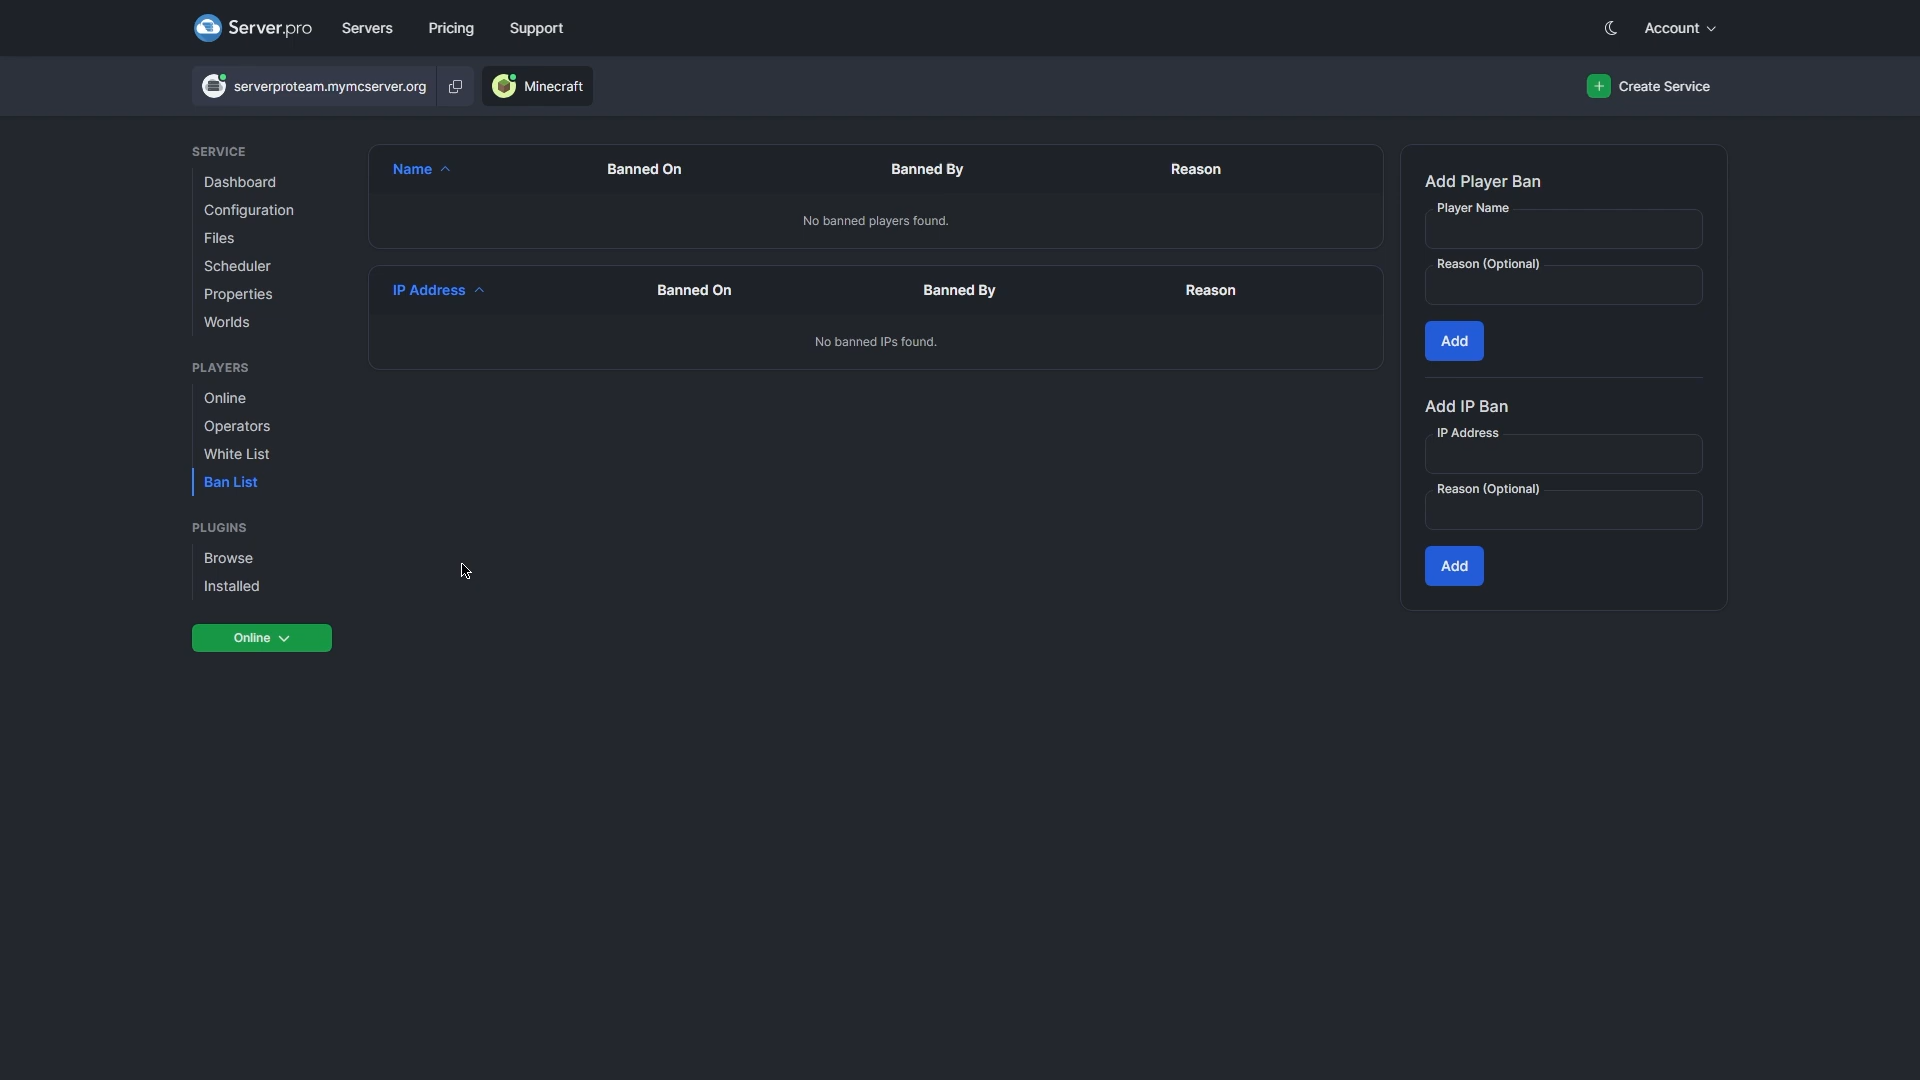 Server.pro
Servers
Pricing
Support
Account
serverproteam.mymcserver.org
Minecraft
Create Service
SERVICE
Dashboard
Configuration
Files
Scheduler
Properties
Worlds
PLAYERS
Online
Operators
White List
Ban List
PLUGINS
Browse
Installed
Online
Name Banned On Banned By Reason
No banned players found.
IP Address Banned On Banned By Reason
No banned IPs found.
Add Player Ban
Player Name
Reason (Optional)
Add
Add IP Ban
IP Address
Reason (Optional)
Add